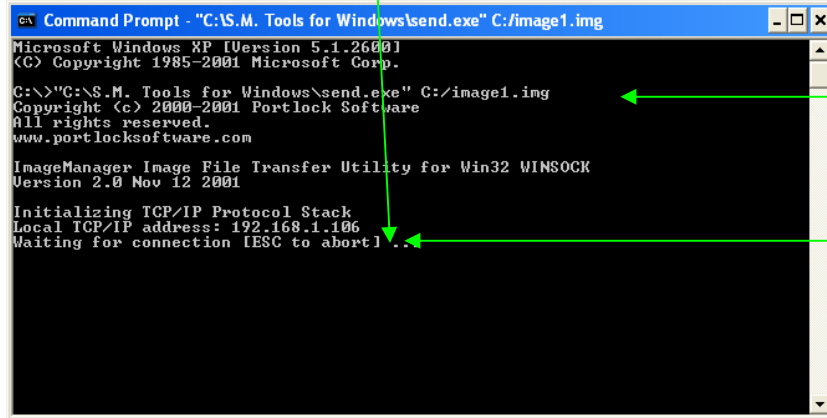 Command Prompt - "C:\S.M. Tools for Windows\send.exe" C:/image1.img
Microsoft Windows XP [Version 5.1.2600]
(C) Copyright 1985-2001 Microsoft Corp.
C:\>"C:\S.M. Tools for Windows\send.exe" C:/image1.img
Copyright (c) 2000-2001 Portlock Software
All rights reserved.
www.portlocksoftware.com
ImageManager Image File Transfer Utility for Win32 WINSOCK
Version 2.0 Nov 12 2001
Initializing TCP/IP Protocol Stack
Local TCP/IP address: 192.168.1.106
Waiting for connection [ESC to abort] ...